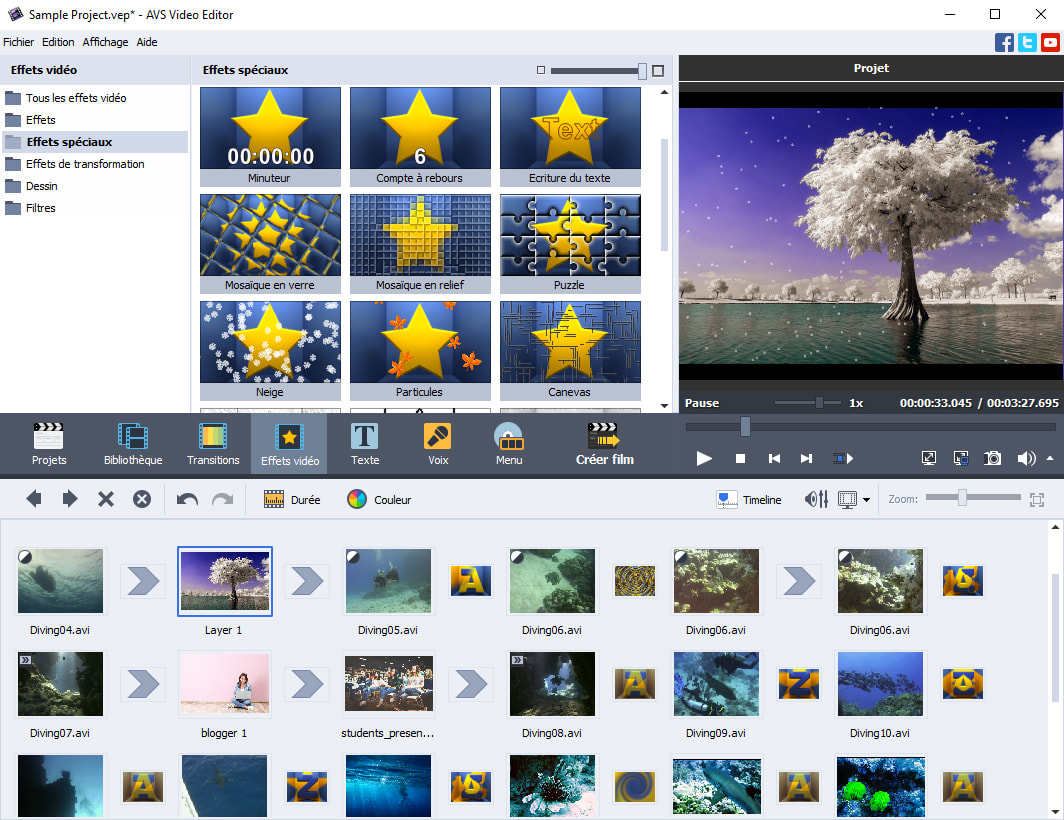 Sample Project.vep* - AVS Video Editor
Fichier Edition Affichage Aide
Effets vidéo
Tous les effets vidéo
Effets
Effets spéciaux
Effets de transformation
Dessin
Filtres
Effets spéciaux
00:00:00
6
Text
Minuteur Compte à rebours Ecriture du texte
Mosaïque en verre Mosaïque en relief Puzzle
Neige Particules Canevas
Projet
Pause 1x 00:00:33.045 / 00:03:27.695
Projets Bibliothèque Transitions Effets vidéo Texte Voix Menu Créer film
Durée Couleur Timeline Zoom:
A
Diving04.avi Layer 1 Diving05.avi Diving06.avi Diving06.avi Diving06.avi
A Z
Diving07.avi blogger 1 students_presen... Diving08.avi Diving09.avi Diving10.avi
A Z A A